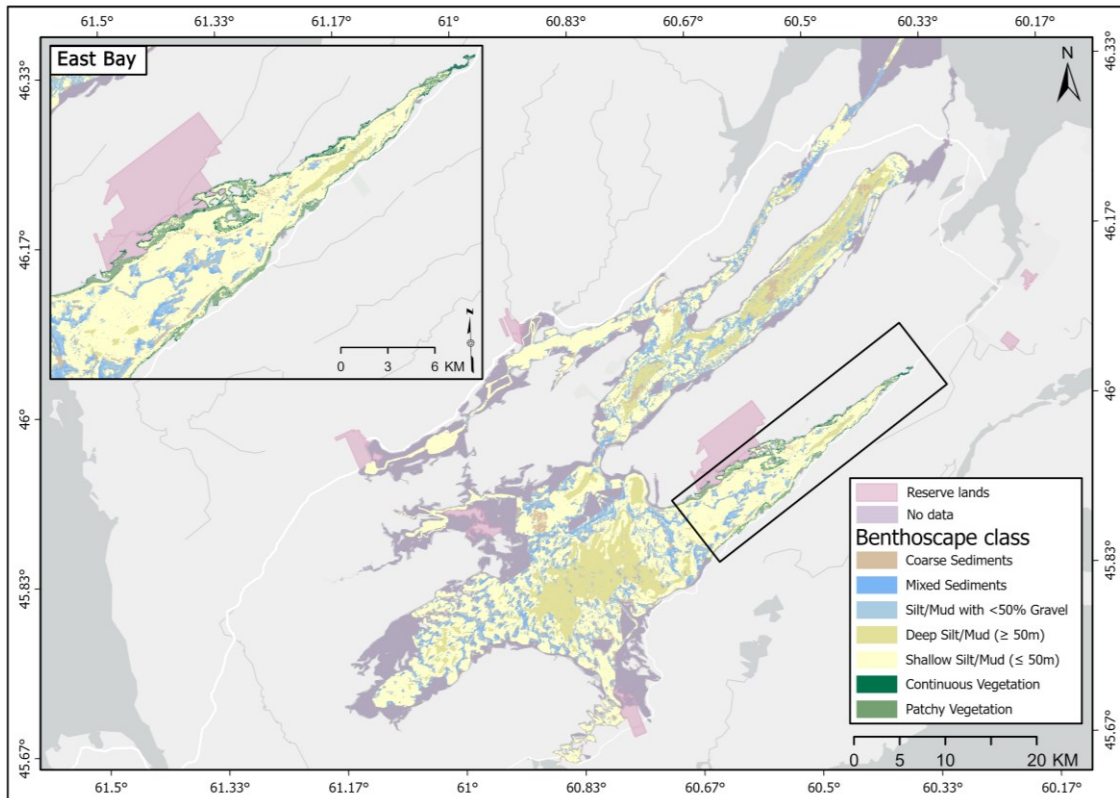 61.5° 61.33° 61.17° 61° 60.83° 60.67° 60.5° 60.33° 60.17°
East Bay
N
46.33°
46.33°
46.17°
46.17°
N
0 3 6 KM
46°
46°
Reserve lands
No data
Benthoscape class
Coarse Sediments
Mixed Sediments
Silt/Mud with <50% Gravel
Deep Silt/Mud (≥ 50m)
Shallow Silt/Mud (≤ 50m)
Continuous Vegetation
Patchy Vegetation
45.83°
45.83°
0 5 10 20 KM
45.67°
45.67°
61.5° 61.33° 61.17° 61° 60.83° 60.67° 60.5° 60.33° 60.17°